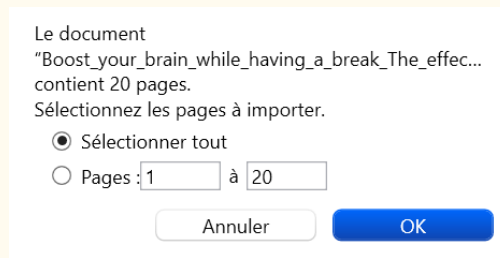 Le document
“Boost_your_brain_while_having_a_break_The_effec...
contient 20 pages.
Sélectionnez les pages à importer.
Sélectionner tout
Pages : 1 à 20
Annuler OK